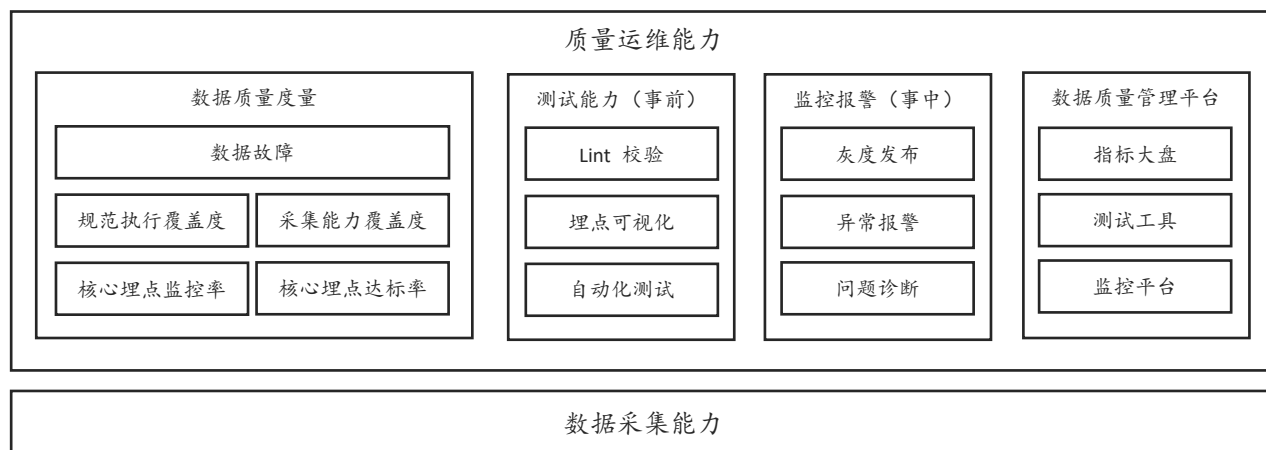 质量运维能力
数据质量度量
数据故障
规范执行覆盖度
采集能力覆盖度
核心埋点监控率
核心埋点达标率
测试能力（事前）
Lint 校验
埋点可视化
自动化测试
监控报警（事中）
灰度发布
异常报警
问题诊断
数据质量管理平台
指标大盘
测试工具
监控平台
数据采集能力